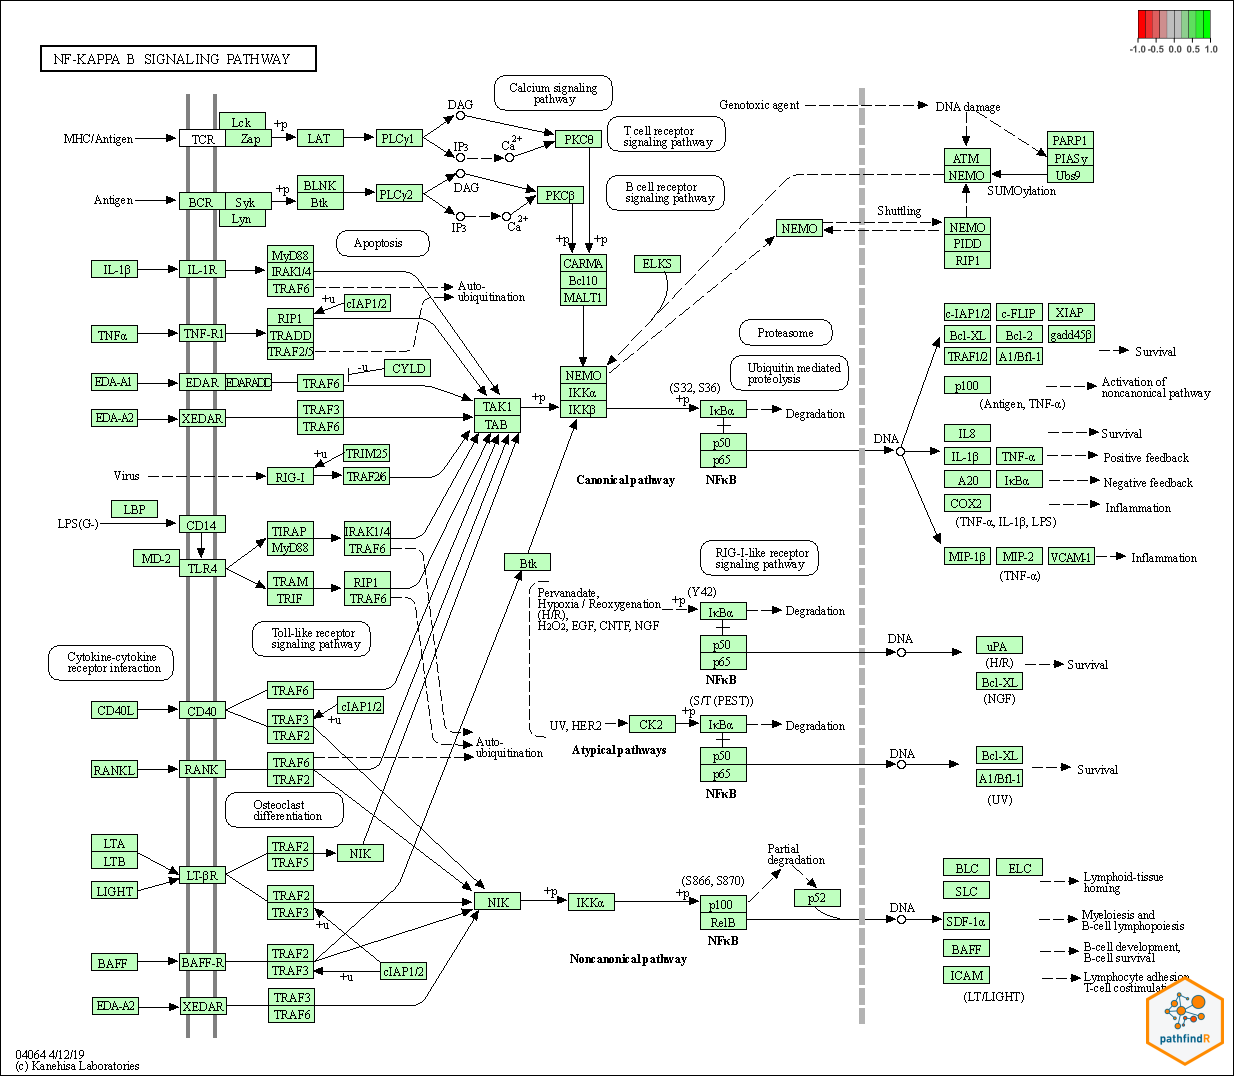 -1.0 -0.5 0.0 0.5 1.0
NF-KAPPA B SIGNALING PATHWAY
Calcium signaling
pathway
T cell receptor
signaling pathway
B cell receptor
signaling pathway
MHC/Antigen
TCR
Lck
Zap
+p
LAT
PLCγ1
DAG
IP3
Ca2+
PKCθ
Antigen
BCR
Syk
Lyn
+p
BLNK
Btk
PLCγ2
DAG
IP3
Ca2+
PKCβ
+p
+p
Genotoxic agent
DNA damage
ATM
NEMO
PARP1
PIASy
Ubs9
SUMOylation
NEMO
Shuttling
NEMO
PIDD
RIP1
Apoptosis
IL-1β
IL-1R
MyD88
IRAK1/4
TRAF6
Auto-
ubiquitination
CARMA
Bcl10
MALT1
ELKS
TNFα
TNF-R1
RIP1
TRADD
TRAF2/5
+u
cIAP1/2
Proteasome
Ubiquitin mediated
proteolysis
EDA-A1
EDAR
EDARADD
TRAF6
-u
CYLD
EDA-A2
XEDAR
TRAF3
TRAF6
TAK1
TAB
+p
NEMO
IKKα
IKKβ
(S32, S36)
+p
IκBα
Degradation
p50
p65
NFκB
Canonical pathway
DNA
c-IAP1/2
c-FLIP
XIAP
Bcl-XL
Bcl-2
gadd45β
TRAF1/2
A1/Bfl-1
Survival
p100
(Antigen, TNF-α)
Activation of
noncanonical pathway
IL8
Survival
IL-1β
TNF-α
Positive feedback
A20
IκBα
Negative feedback
COX2
Inflammation
(TNF-α, IL-1β, LPS)
MIP-1β
MIP-2
VCAM-1
Inflammation
(TNF-α)
Virus
RIG-I
+u
TRIM25
TRAF2/6
LPS(G-)
LBP
CD14
MD-2
TLR4
TIRAP
MyD88
IRAK1/4
TRAF6
TRAM
TRIF
RIP1
TRAF6
Btk
RIG-I-like receptor
signaling pathway
Toll-like receptor
signaling pathway
Cytokine-cytokine
receptor interaction
Pervanadate,
Hypoxia / Reoxygenation
(H/R),
H2O2, EGF, CNTF, NGF
+p
(Y42)
IκBα
Degradation
p50
p65
NFκB
DNA
uPA
(H/R)
Bcl-XL
(NGF)
Survival
CD40L
CD40
TRAF6
TRAF3
TRAF2
+u
cIAP1/2
Auto-
ubiquitination
UV, HER2
CK2
+p
(S/T (PEST))
IκBα
Degradation
p50
p65
NFκB
Atypical pathways
DNA
Bcl-XL
A1/Bfl-1
(UV)
Survival
RANKL
RANK
TRAF6
TRAF2
Osteoclast
differentiation
LTA
LTB
LIGHT
LT-βR
TRAF2
TRAF5
NIK
TRAF2
TRAF3
+u
NIK
+p
IKKα
+p
(S866, S870)
p100
RelB
NFκB
Partial
degradation
p52
DNA
Noncanonical pathway
BAFF
BAFF-R
TRAF2
TRAF3
+u
cIAP1/2
EDA-A2
XEDAR
TRAF3
TRAF6
BLC
ELC
SLC
Lymphoid-tissue
homing
SDF-1α
Myeloiesis and
B-cell lymphopoiesis
BAFF
B-cell development,
B-cell survival
ICAM
Lymphocyte adhesion
T-cell costimulation
(LT/LIGHT)
pathfindR
04064 4/12/19
(c) Kanehisa Laboratories